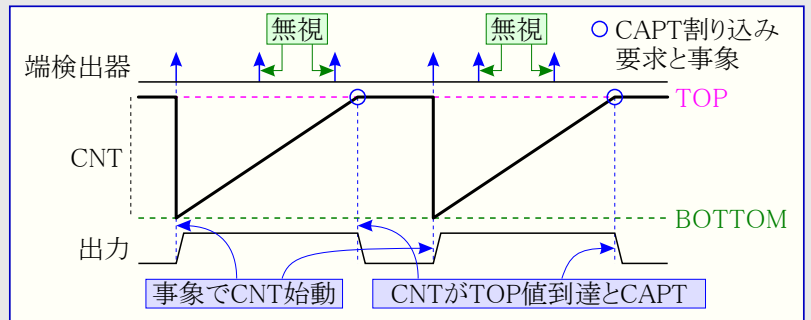 無視
無視
CAPT割り込み
要求と事象
端検出器
TOP
CNT
BOTTOM
出力
事象でCNT始動
CNTがTOP値到達とCAPT